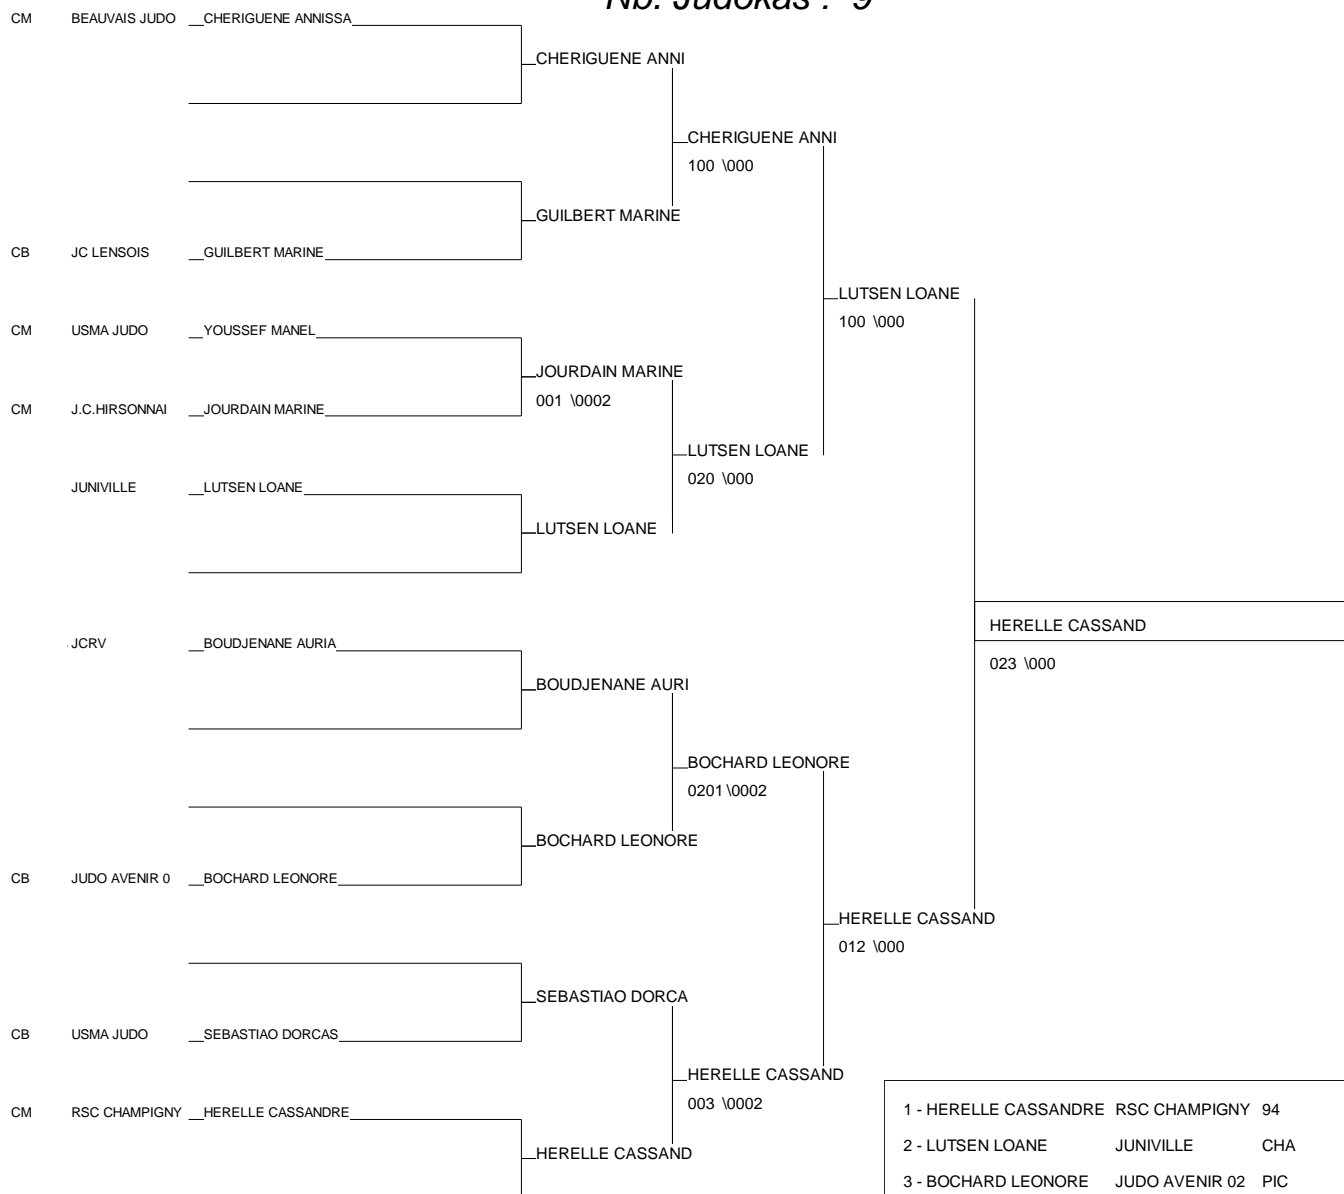 Nb. Judokas : 9
CM BEAUVAIS JUDO CHERIGUENE ANNISSA
CHERIGUENE ANNI
CHERIGUENE ANNI
100 \000
GUILBERT MARINE
CB JC LENSOIS GUILBERT MARINE
LUTSEN LOANE
100 \000
CM USMA JUDO YOUSSEF MANEL
JOURDAIN MARINE
001 \0002
CM J.C.HIRSONNAI JOURDAIN MARINE
LUTSEN LOANE
020 \000
JUNIVILLE LUTSEN LOANE
LUTSEN LOANE
HERELLE CASSAND
023 \000
JCRV BOUDJENANE AURIA
BOUDJENANE AURI
BOCHARD LEONORE
0201 \0002
BOCHARD LEONORE
CB JUDO AVENIR 0 BOCHARD LEONORE
HERELLE CASSAND
012 \000
SEBASTIAO DORCA
CB USMA JUDO SEBASTIAO DORCAS
HERELLE CASSAND
003 \0002
CM RSC CHAMPIGNY HERELLE CASSANDRE
HERELLE CASSAND
1 - HERELLE CASSANDRE RSC CHAMPIGNY 94
2 - LUTSEN LOANE JUNIVILLE CHA
3 - BOCHARD LEONORE JUDO AVENIR 02 PIC